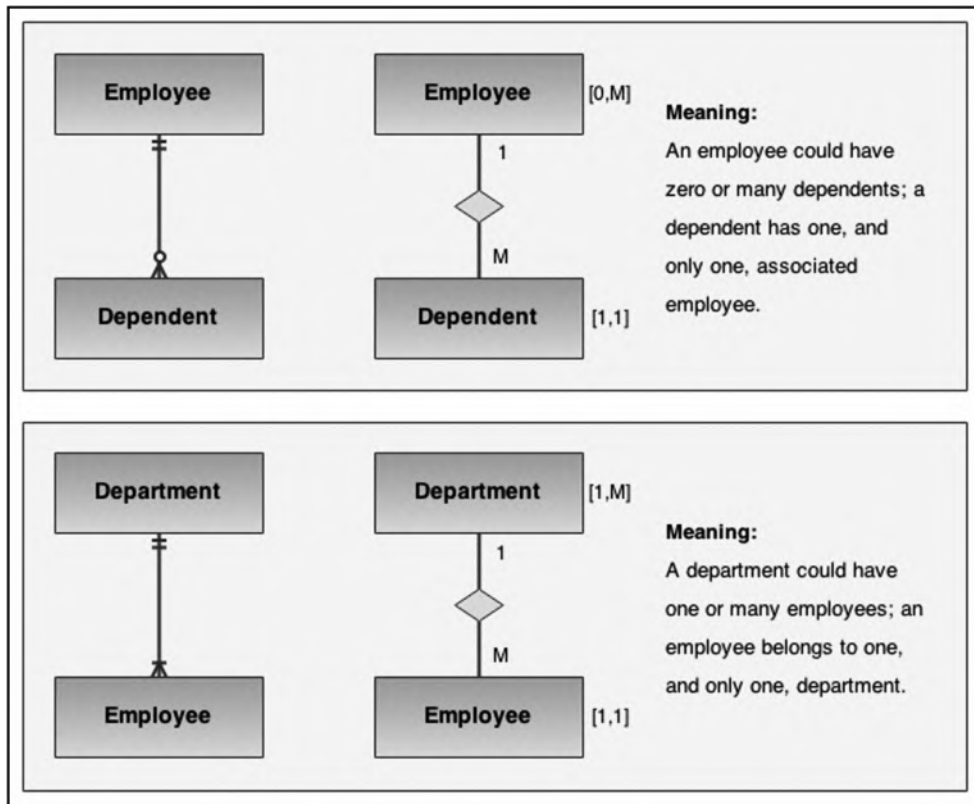 Employee
Employee [0,M]
Meaning:
An employee could have
zero or many dependents; a
dependent has one, and
only one, associated
employee.
1
M
Dependent
Dependent [1,1]
Department
Department [1,M]
Meaning:
A department could have
one or many employees; an
employee belongs to one,
and only one, department.
1
M
Employee
Employee [1,1]